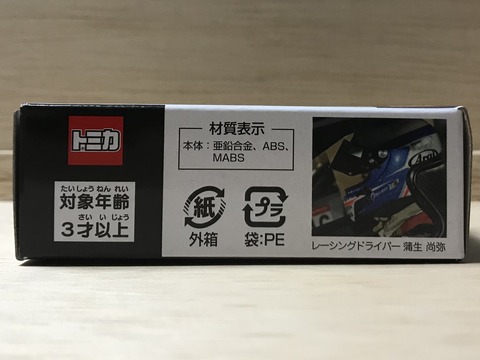 トミカ
たいしょうねんれい
対象年齢
さいいじょう
3才以上
材質表示
本体：亜鉛合金、ABS、
MABS
紙
外箱
プラ
袋:PE
Arai
レーシングドライバー 蒲生 尚弥